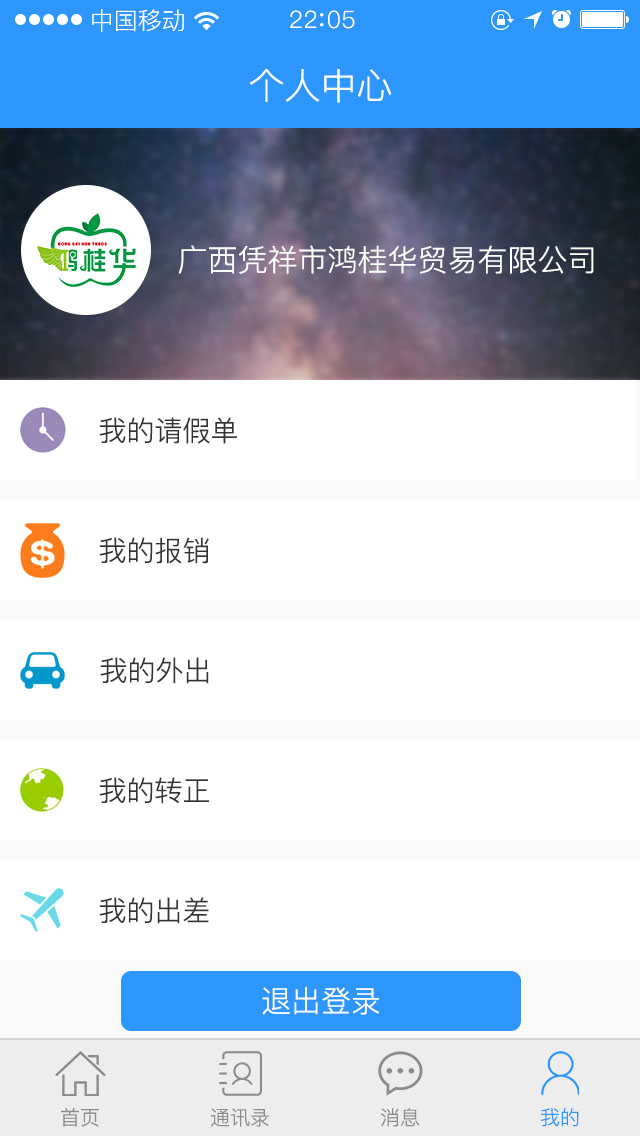 中国移动
22:05
个人中心
HONG GUI HUA TRADE
鸿桂华
广西凭祥市鸿桂华贸易有限公司
我的请假单
我的报销
$
我的外出
我的转正
我的出差
退出登录
首页
通讯录
消息
我的